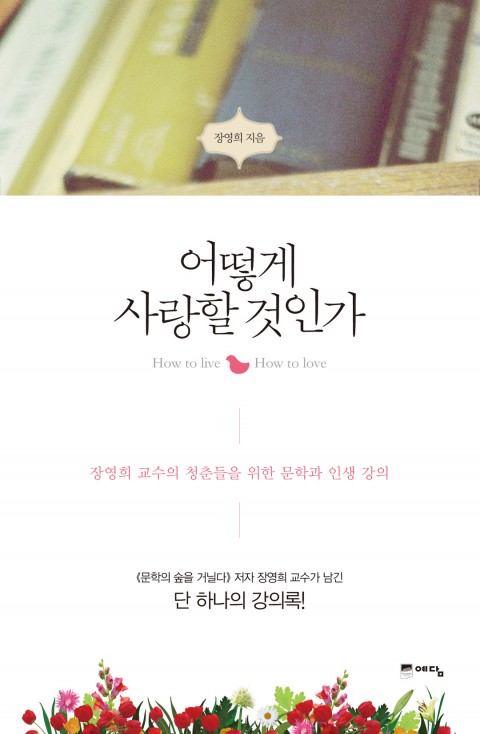 장영희 지음
어떻게
사랑할 것인가
How to live How to love
장영희 교수의 청춘들을 위한 문학과 인생 강의
《문학의 숲을 거닐다》 저자 장영희 교수가 남긴
단 하나의 강의록!
예담